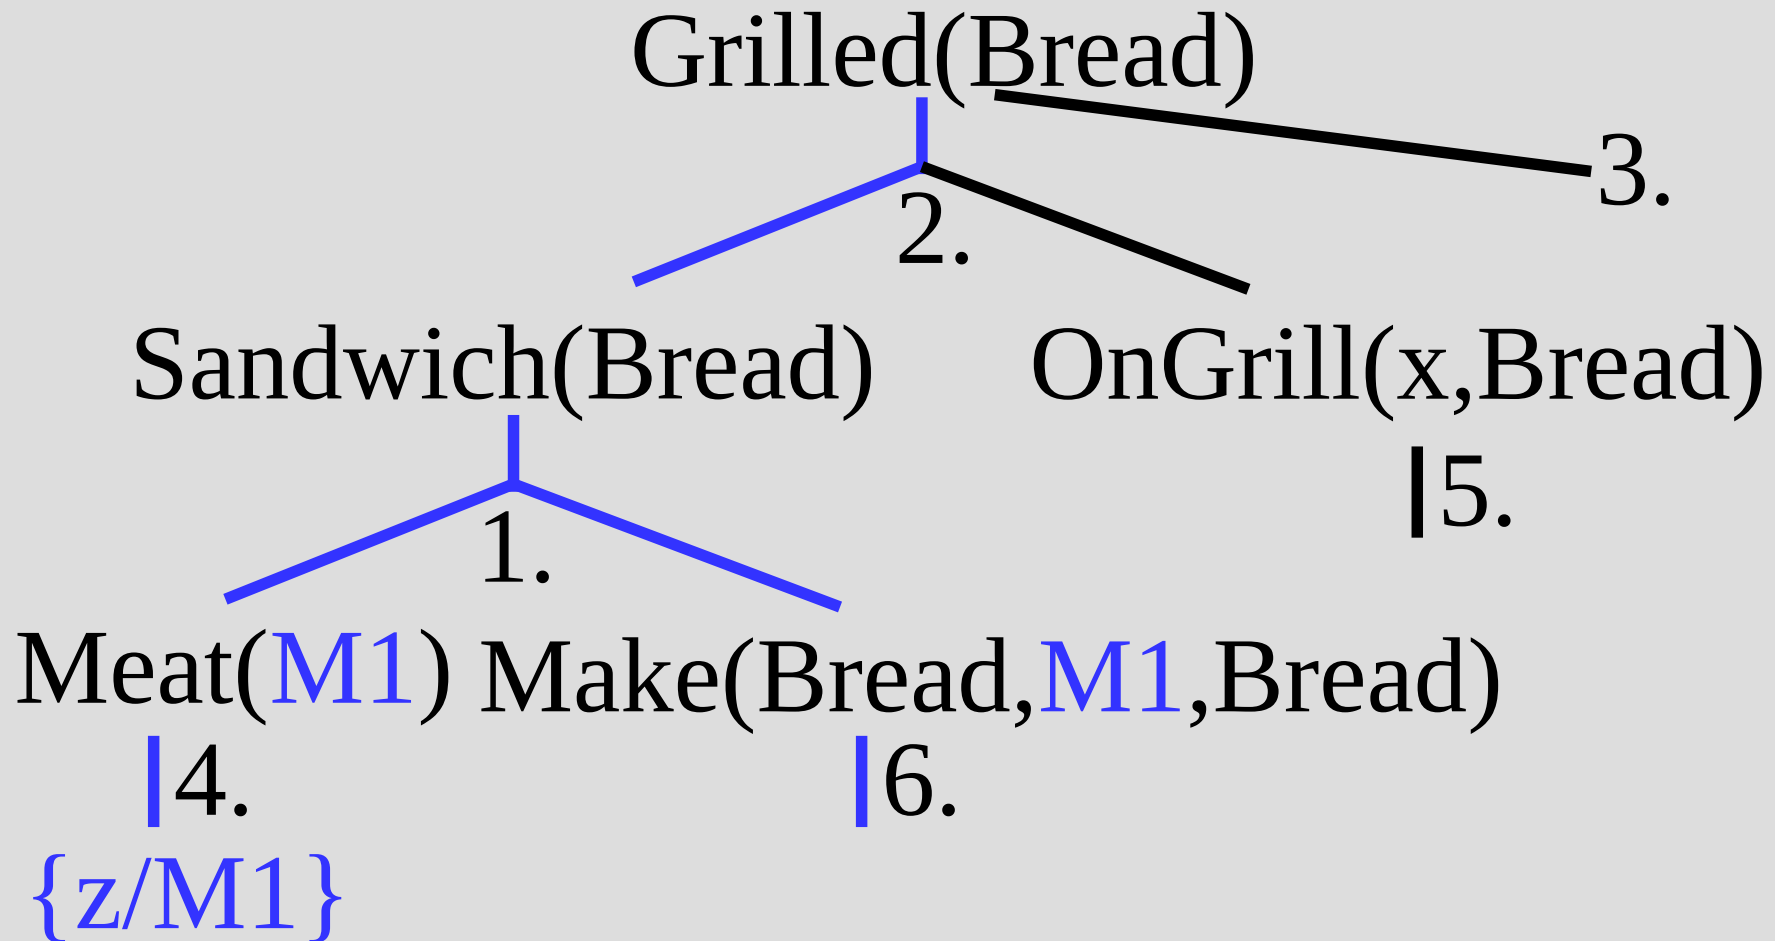 Grilled(Bread)
3.
2.
Sandwich(Bread)
OnGrill(x,Bread)
5.
1.
Meat(M1)
Make(Bread,M1,Bread)
4.
6.
{z/M1}